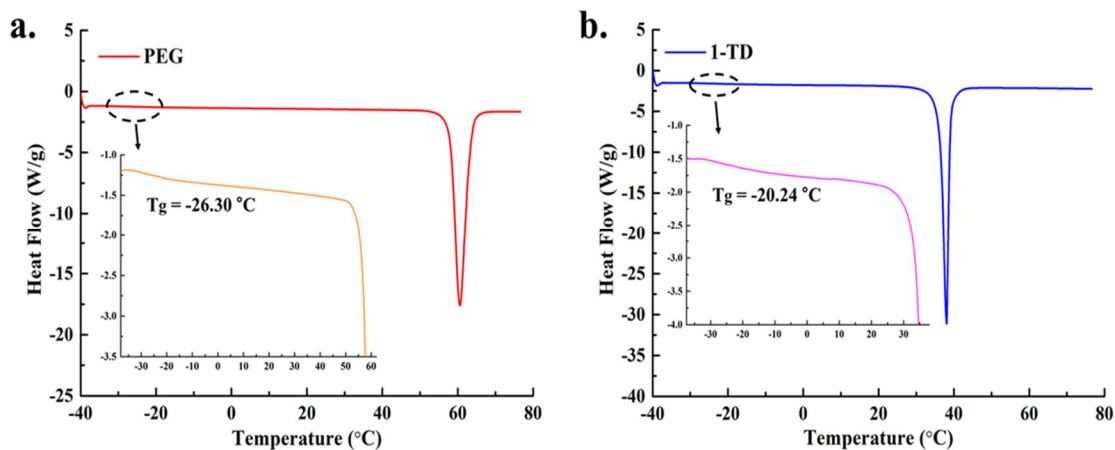 a.
PEG
5
0
-5
-10
-15
-20
-25
Heat Flow (W/g)
-1.0
-1.5
-2.0
-2.5
-3.0
-3.5
Tg = -26.30 °C
-30 -20 -10 0 10 20 30 40 50 60
-40 -20 0 20 40 60 80
Temperature (°C)
b.
1-TD
5
0
-5
-10
-15
-20
-25
-30
-35
-40
Heat Flow (W/g)
-1.0
-1.5
-2.0
-2.5
-3.0
-3.5
-4.0
Tg = -20.24 °C
-30 -20 -10 0 10 20 30
-40 -20 0 20 40 60 80
Temperature (°C)